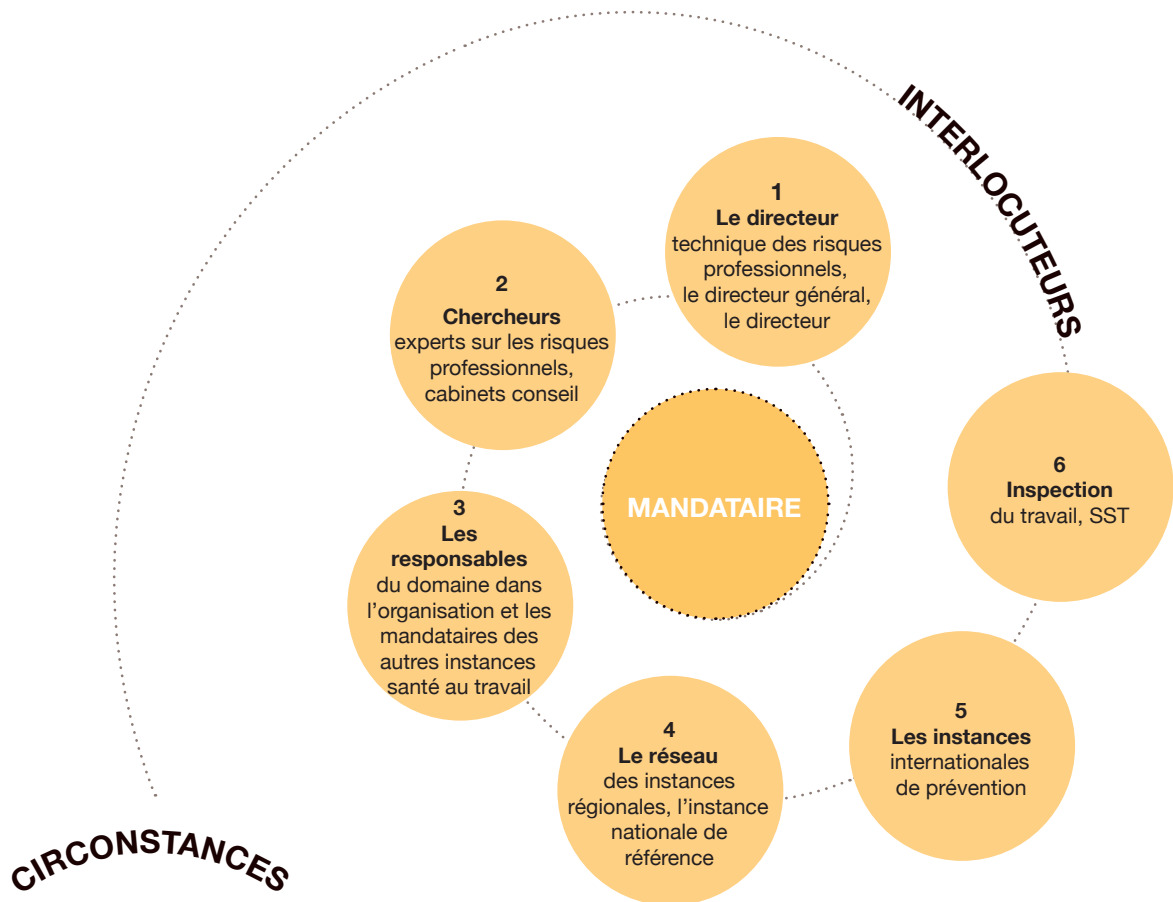 INTERLOCUTEURS
1
Le directeur
technique des risques
professionnels,
le directeur général,
le directeur
2
Chercheurs
experts sur les risques
professionnels,
cabinets conseil
MANDATAIRE
3
Les
responsables
du domaine dans
l’organisation et les
mandataires des
autres instances
santé au travail
4
Le réseau
des instances
régionales, l’instance
nationale de
référence
5
Les instances
internationales
de prévention
6
Inspection
du travail, SST
CIRCONSTANCES